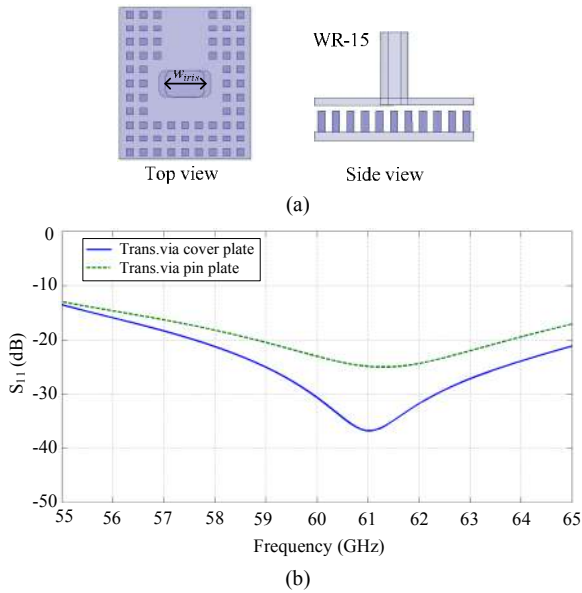 WR-15
w_iris
Top view
Side view
(a)
0
Trans.via cover plate
Trans.via pin plate
-10
-20
-30
-40
-50
S11 (dB)
55 56 57 58 59 60 61 62 63 64 65
Frequency (GHz)
(b)